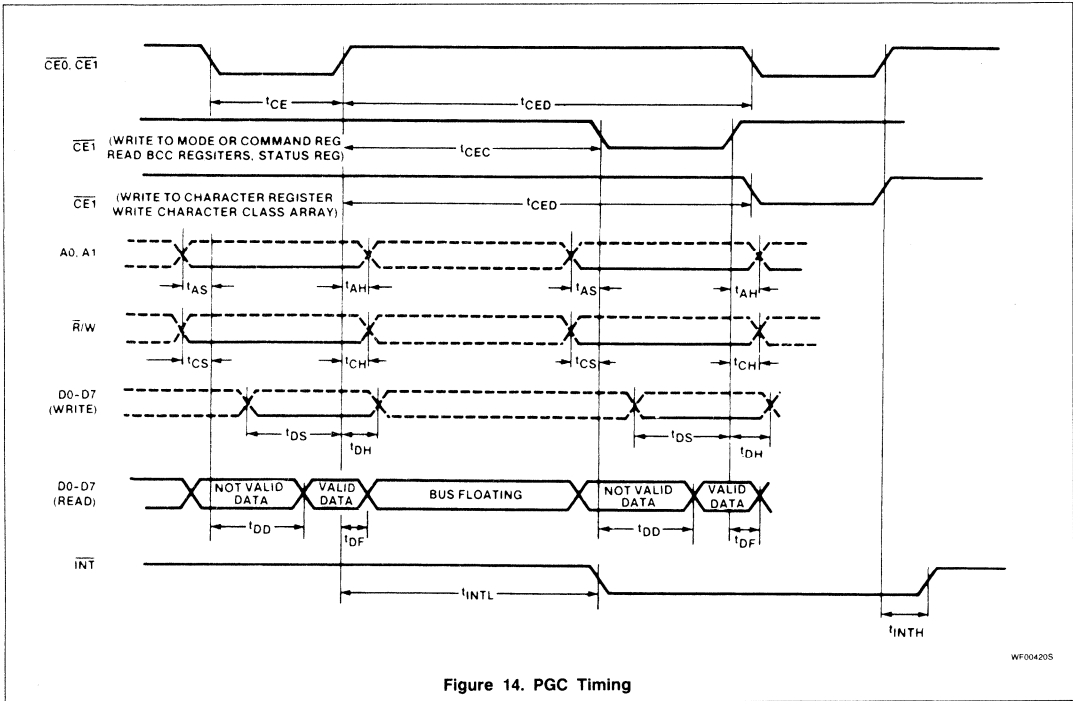 CE0, CE1
tCE
tCED
CE1 (WRITE TO MODE OR COMMAND REG
READ BCC REGSITERS, STATUS REG)
tCEC
CE1 (WRITE TO CHARACTER REGISTER
WRITE CHARACTER CLASS ARRAY)
tCED
A0, A1
tAS tAH tAS tAH
R/W
tCS tCH tCS tCH
D0-D7
(WRITE)
tDS tDH tDS tDH
D0-D7
(READ)
NOT VALID
DATA
VALID
DATA
BUS FLOATING
NOT VALID
DATA
VALID
DATA
tDD tDF tDD tDF
INT
tINTL
tINTH
WF00420S
Figure 14. PGC Timing